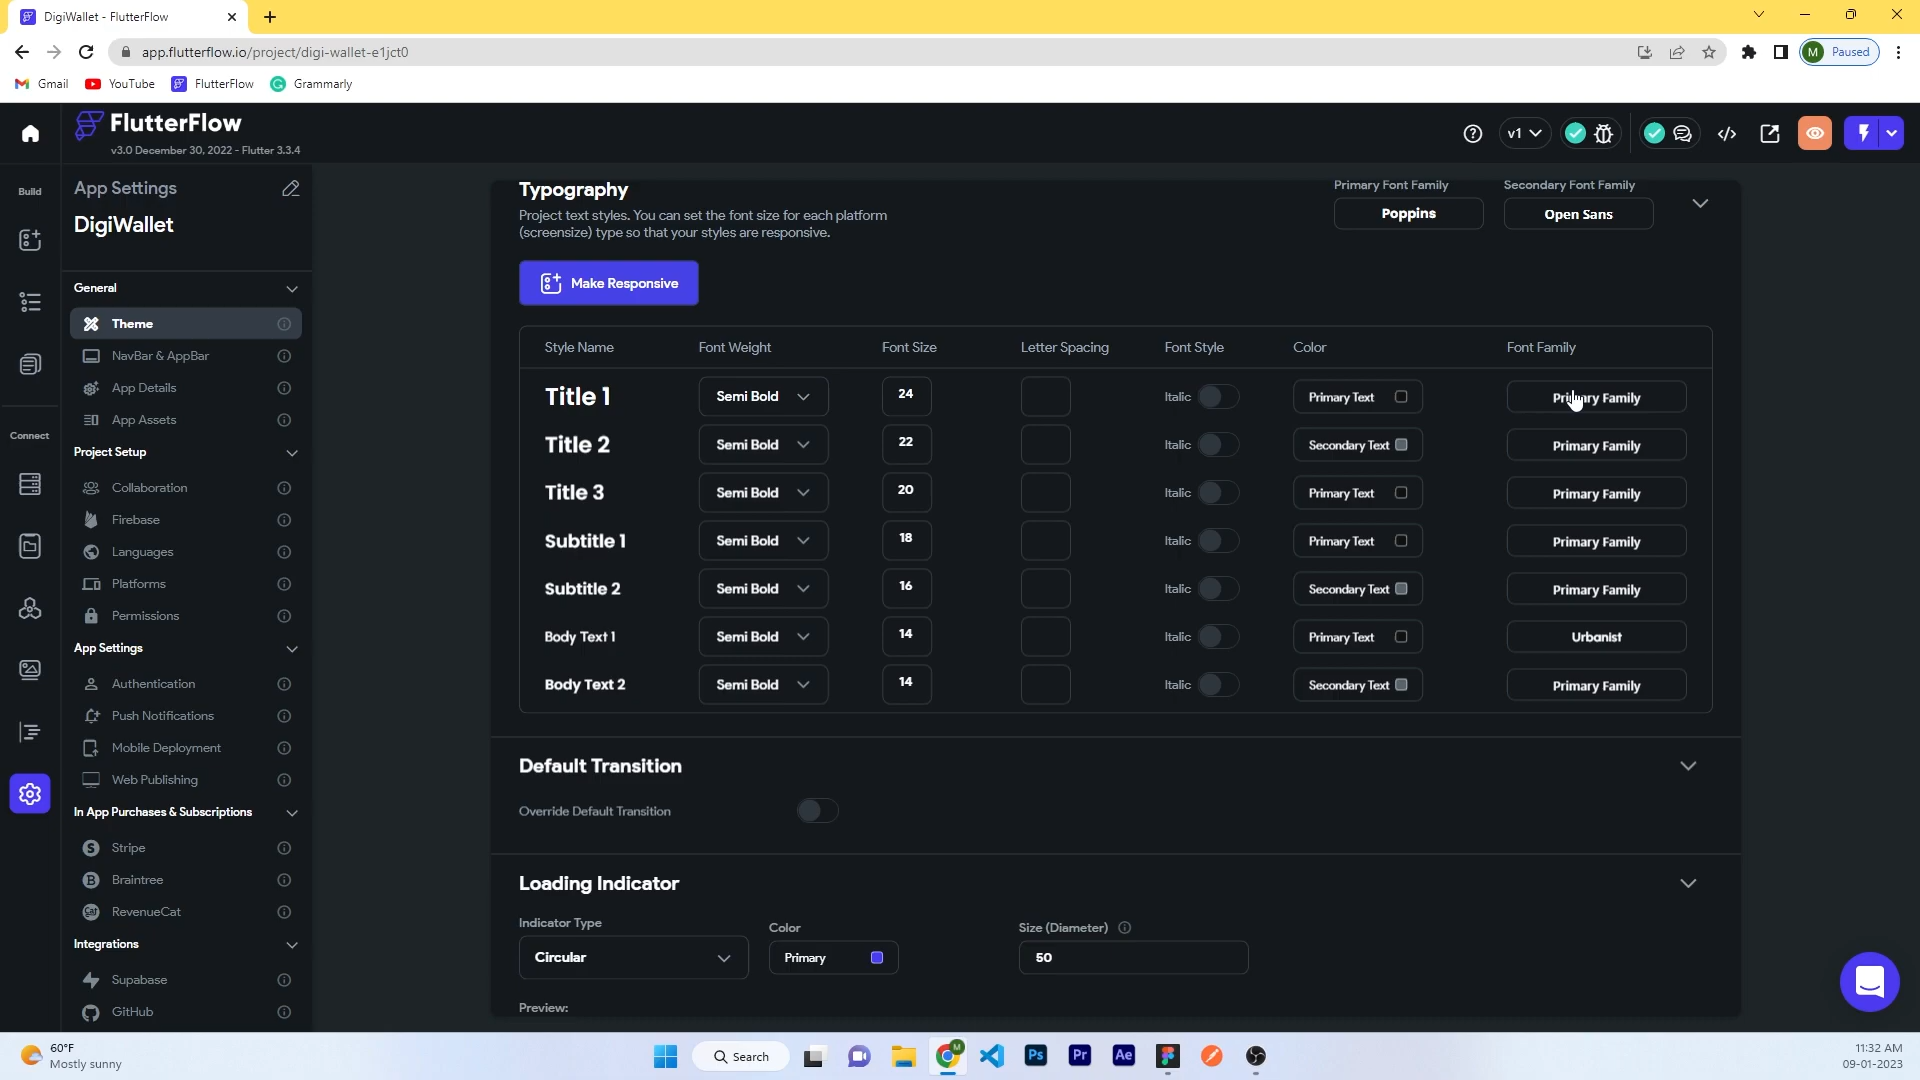 DigiWallet - FlutterFlow
app.flutterflow.io/project/digi-wallet-e1jct0
M Paused
Gmail YouTube FlutterFlow Grammarly
FlutterFlow
v3.0 December 30, 2022 - Flutter 3.3.4
v1
Build
Connect
App Settings
DigiWallet
General
Theme
NavBar & AppBar
App Details
App Assets
Project Setup
Collaboration
Firebase
Languages
Platforms
Permissions
App Settings
Authentication
Push Notifications
Mobile Deployment
Web Publishing
In App Purchases & Subscriptions
Stripe
Braintree
RevenueCat
Integrations
Supabase
GitHub
Typography
Project text styles. You can set the font size for each platform
(screensize) type so that your styles are responsive.
Primary Font Family Secondary Font Family
Poppins Open Sans
Make Responsive
Style Name Font Weight Font Size Letter Spacing Font Style Color Font Family
Title 1 Semi Bold 24 Italic Primary Text Primary Family
Title 2 Semi Bold 22 Italic Secondary Text Primary Family
Title 3 Semi Bold 20 Italic Primary Text Primary Family
Subtitle 1 Semi Bold 18 Italic Primary Text Primary Family
Subtitle 2 Semi Bold 16 Italic Secondary Text Primary Family
Body Text 1 Semi Bold 14 Italic Primary Text Urbanist
Body Text 2 Semi Bold 14 Italic Secondary Text Primary Family
Default Transition
Override Default Transition
Loading Indicator
Indicator Type Color Size (Diameter)
Circular Primary 50
Preview:
60°F
Mostly sunny
Search
Ps Pr Ae
11:32 AM
09-01-2023